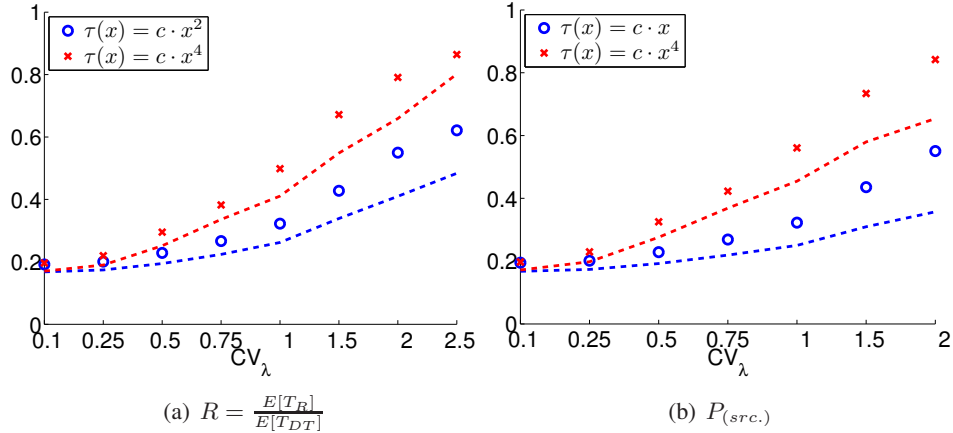 1
τ(x) = c · x²
τ(x) = c · x⁴
0.8
0.6
0.4
0.2
0
0.1 0.25 0.5 0.75 1 1.5 2 2.5
CV_λ
(a) R = E[T_R] / E[T_DT]
1
τ(x) = c · x
τ(x) = c · x⁴
0.8
0.6
0.4
0.2
0
0.1 0.25 0.5 0.75 1 1.5 2
CV_λ
(b) P_(src.)